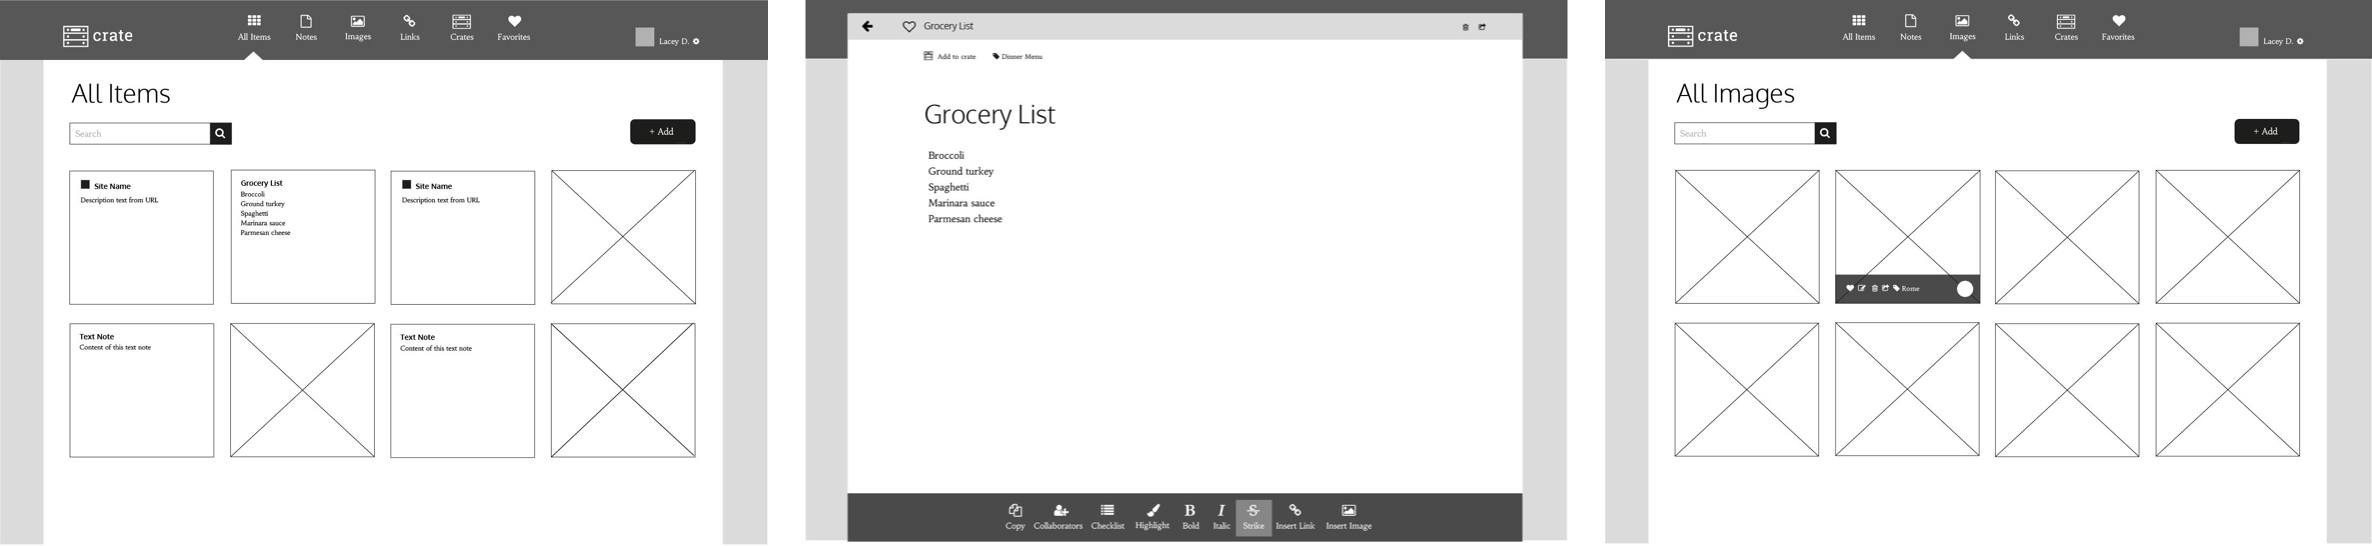 crate
All Items
Notes
Images
Links
Crates
Favorites
Lacey D.
All Items
Search
+ Add
Site Name
Description text from URL
Grocery List
Broccoli
Ground turkey
Spaghetti
Marinara sauce
Parmesan cheese
Site Name
Description text from URL
Text Note
Content of this text note
Text Note
Content of this text note
Grocery List
Add to crate
Dinner Menu
Grocery List
Broccoli
Ground turkey
Spaghetti
Marinara sauce
Parmesan cheese
Copy
Collaborators
Checklist
Highlight
B
Bold
I
Italic
S
Strike
Insert Link
Insert Image
crate
All Items
Notes
Images
Links
Crates
Favorites
Lacey D.
All Images
Search
+ Add
Rome